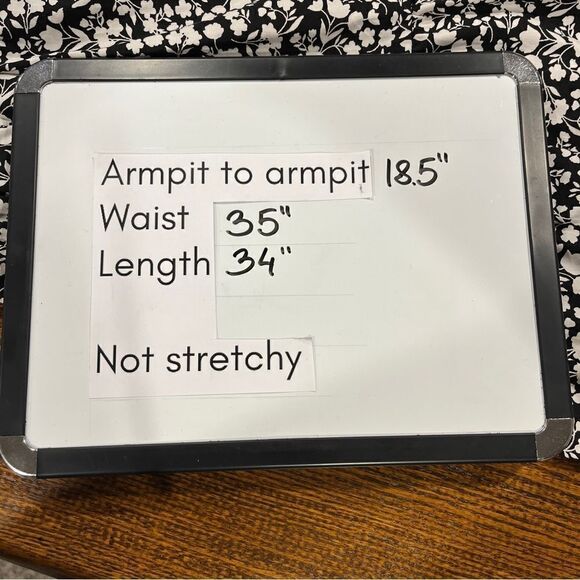 Armpit to armpit 18.5"
Waist 35"
Length 34"
Not stretchy